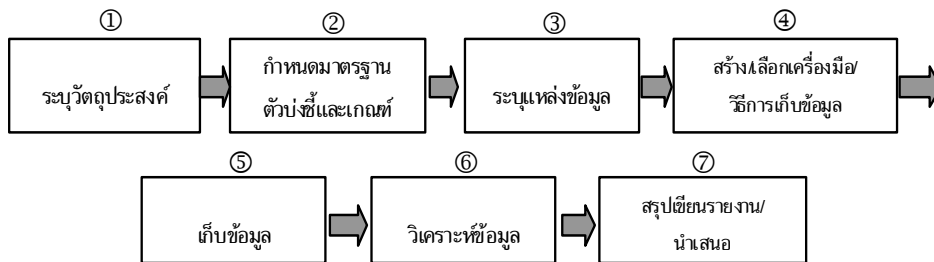 ①
②
③
④
ระบุวัตถุประสงค์
กำหนดมาตรฐาน
ตัวบ่งชี้และเกณฑ์
ระบุแหล่งข้อมูล
สร้าง/เลือกเครื่องมือ/
วิธีการเก็บข้อมูล
⑤
⑥
⑦
เก็บข้อมูล
วิเคราะห์ข้อมูล
สรุปเขียนรายงาน/
นำเสนอ